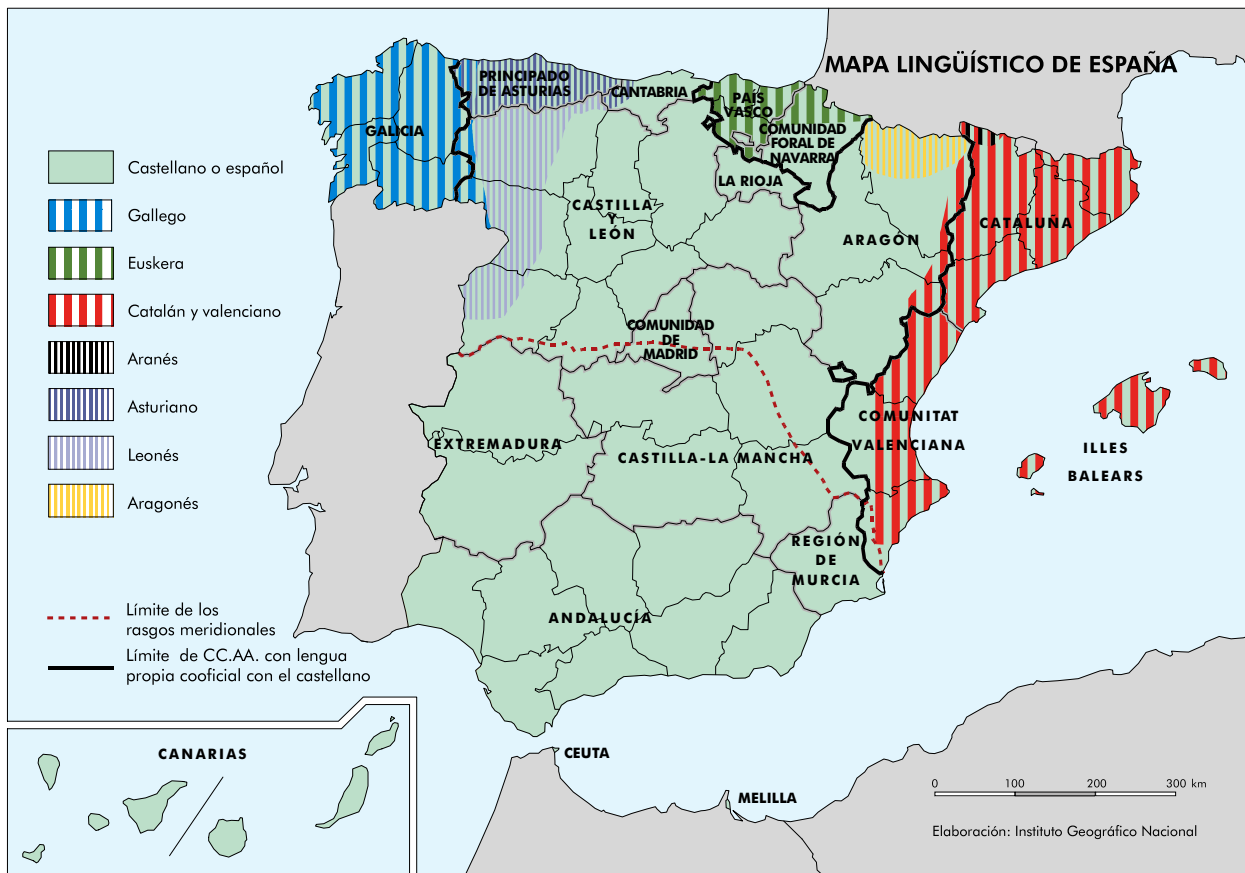 MAPA LINGÜÍSTICO DE ESPAÑA
PRINCIPADO
DE ASTURIAS
CANTABRIA
PAÍS
VASCO
GALICIA
COMUNIDAD
FORAL DE
NAVARRA
LA RIOJA
CASTILLA
Y
LEÓN
ARAGÓN
CATALUÑA
COMUNIDAD
DE
MADRID
EXTREMADURA
CASTILLA-LA MANCHA
COMUNITAT
VALENCIANA
ILLES
BALEARS
REGIÓN
DE
MURCIA
ANDALUCÍA
CEUTA
MELILLA
CANARIAS
Castellano o español
Gallego
Euskera
Catalán y valenciano
Aranés
Asturiano
Leonés
Aragonés
Límite de los
rasgos meridionales
Límite de CC.AA. con lengua
propia cooficial con el castellano
0 100 200 300 km
Elaboración: Instituto Geográfico Nacional